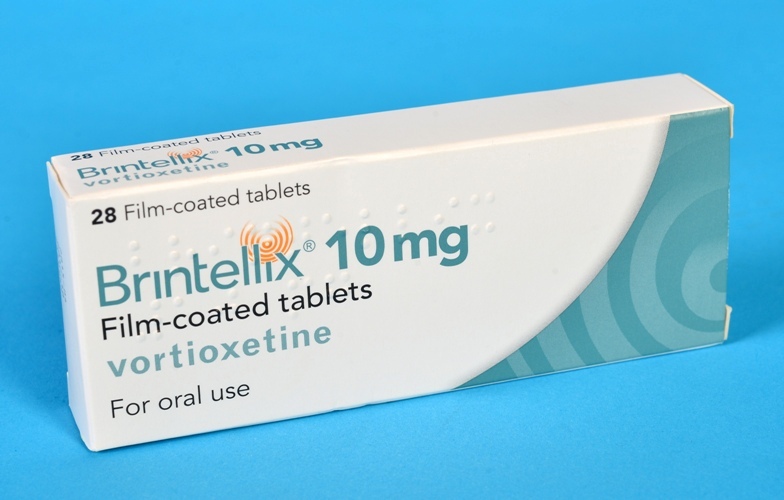 28 Film-coated tablets
Brintellix® 10 mg
vortioxetine
28 Film-coated tablets
Brintellix® 10 mg
Film-coated tablets
vortioxetine
For oral use